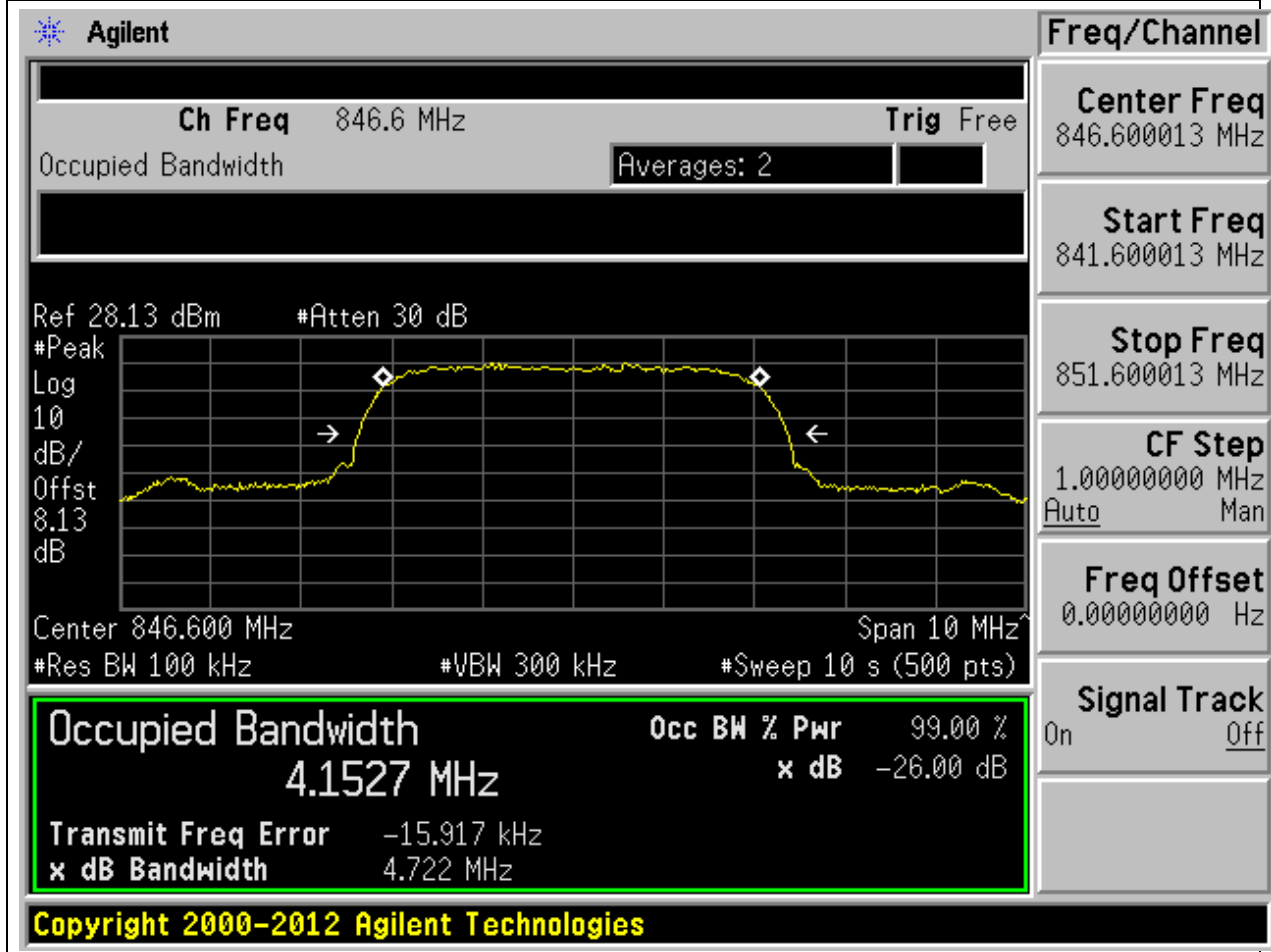 Agilent
Freq/Channel
Ch Freq 846.6 MHz Trig Free
Occupied Bandwidth Averages: 2
Center Freq
846.600013 MHz
Start Freq
841.600013 MHz
Stop Freq
851.600013 MHz
CF Step
1.00000000 MHz
Auto Man
Freq Offset
0.00000000 Hz
Signal Track
On Off
Ref 28.13 dBm #Atten 30 dB
#Peak
Log
10
dB/
Offst
8.13
dB
Center 846.600 MHz Span 10 MHz^
#Res BW 100 kHz #VBW 300 kHz #Sweep 10 s (500 pts)
Occupied Bandwidth Occ BW % Pwr 99.00 %
4.1527 MHz x dB -26.00 dB
Transmit Freq Error -15.917 kHz
x dB Bandwidth 4.722 MHz
Copyright 2000-2012 Agilent Technologies